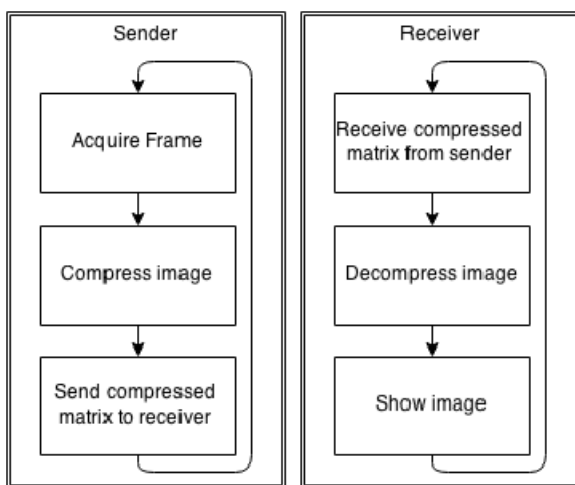 Sender
Acquire Frame
Compress image
Send compressed
matrix to receiver
Receiver
Receive compressed
matrix from sender
Decompress image
Show image